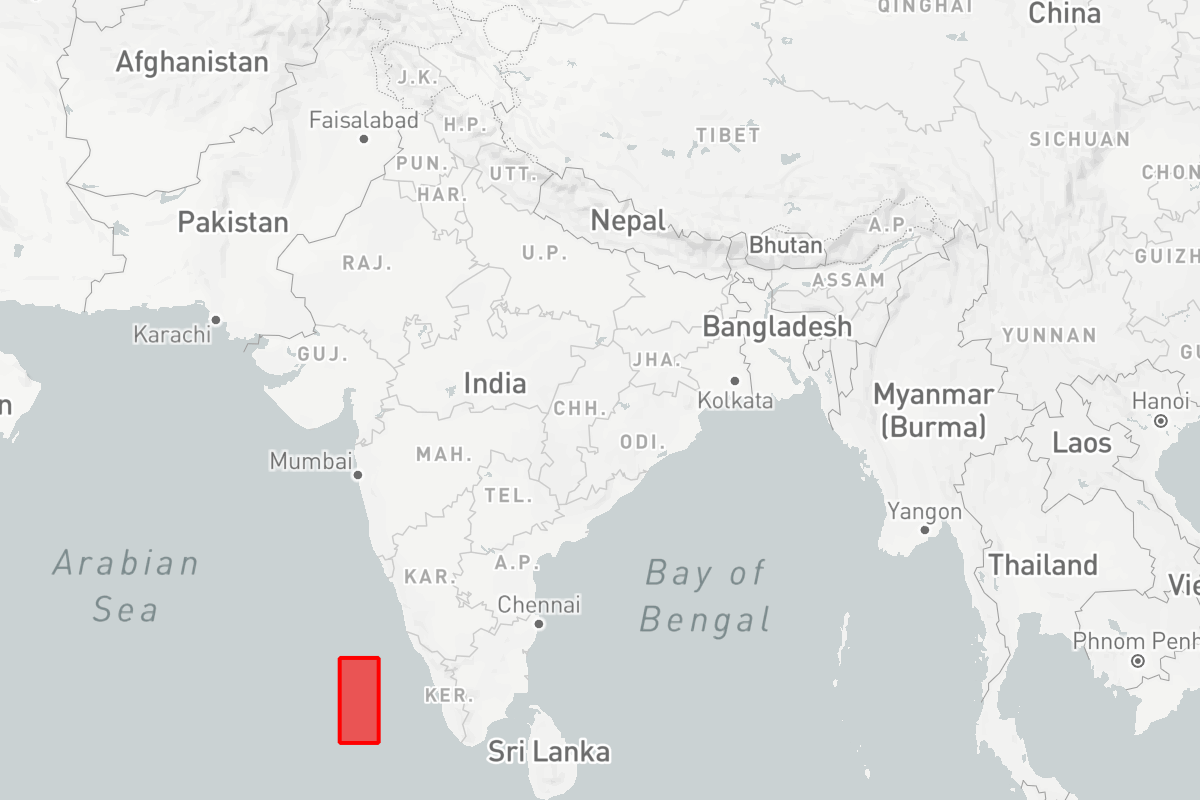 QINGHAI
China
Afghanistan
J.K.
Faisalabad
H.P.
TIBET
SICHUAN
PUN.
UTT.
CHON
HAR.
Pakistan
Nepal
A.P.
Bhutan
RAJ.
U.P.
ASSAM
GUIZH
Karachi
Bangladesh
YUNNAN
GUJ.
JHA.
GU
India
Kolkata
Myanmar
(Burma)
Hanoi
n
CHH.
ODI.
Laos
Mumbai
MAH.
TEL.
Yangon
Arabian
Sea
KAR.
A.P.
Bay of
Bengal
Thailand
Vie
Chennai
Phnom Penh
KER.
Sri Lanka